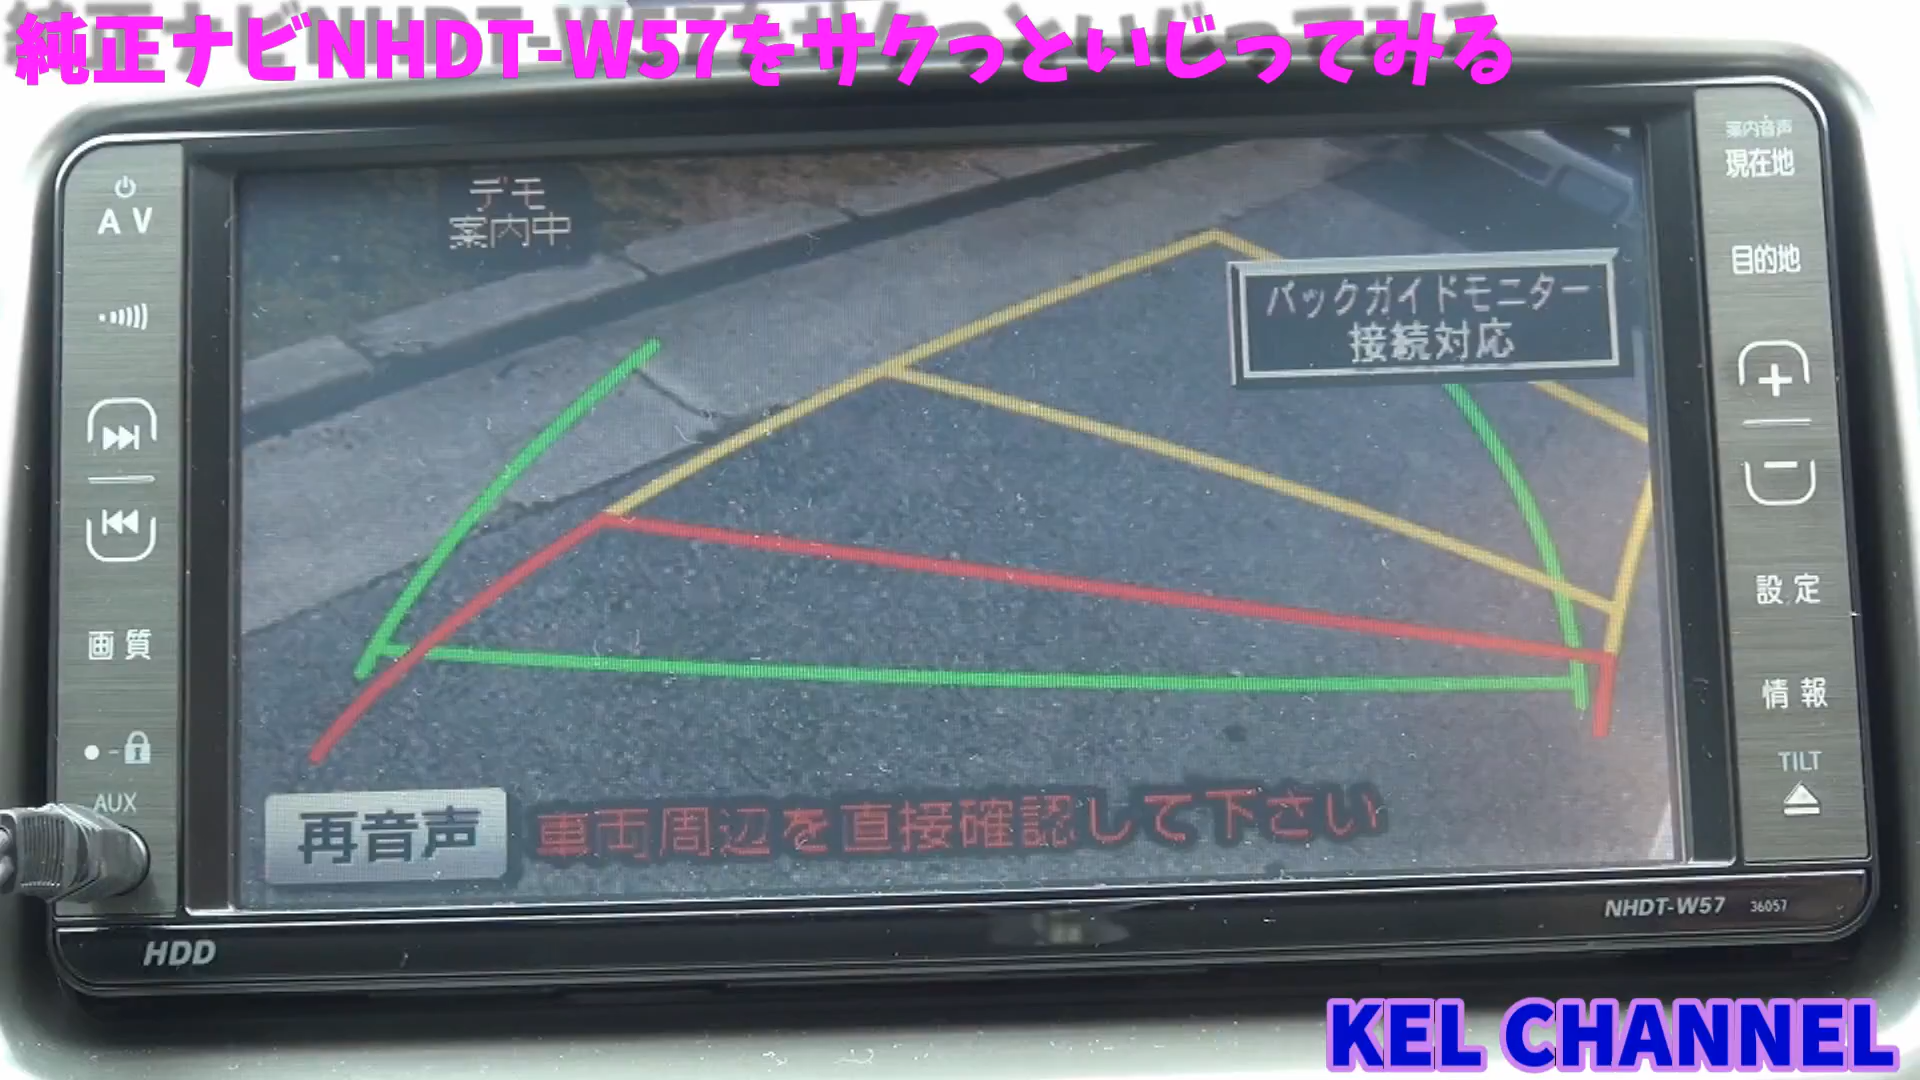 純正ナビNHDT-W57をサクっといじってみる
案内音声
現在地
AV
デモ
案内中
目的地
バックガイドモニター
接続対応
設定
画質
情報
TILT
AUX
再音声
車両周辺を直接確認して下さい
NHDT-W57 36057
HDD
KEL CHANNEL